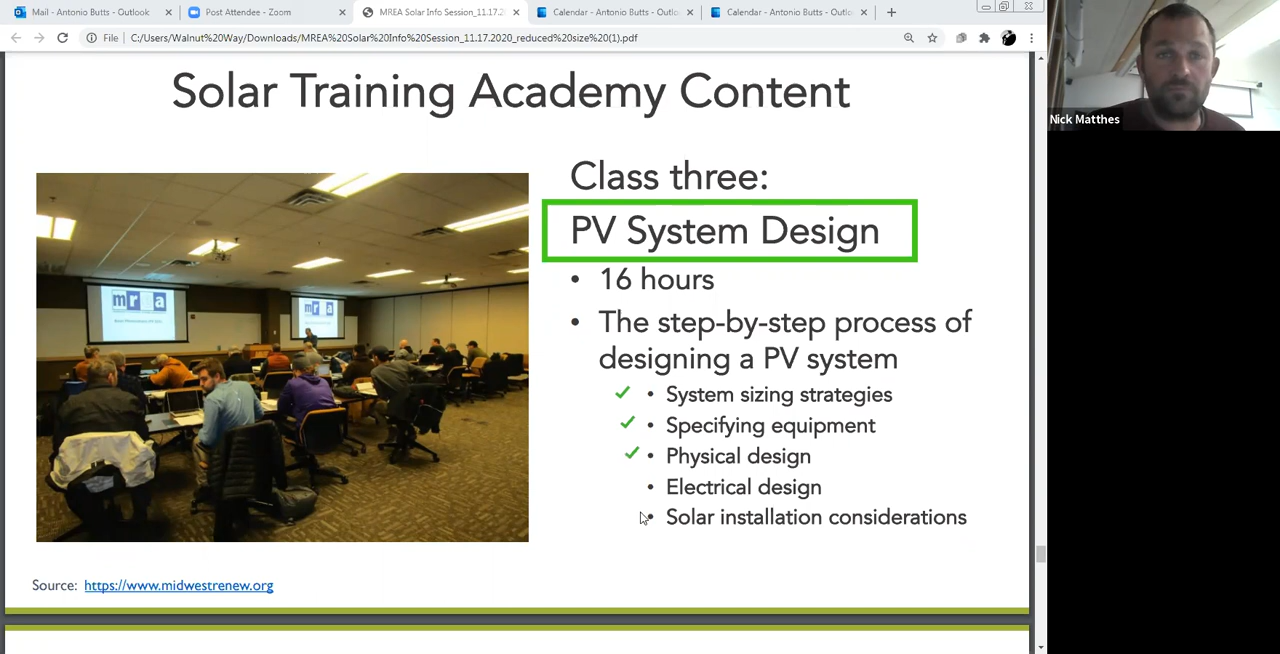 Mail - Antonio Butts - Outlook
Post Attendee - Zoom
MREA Solar Info Session_11.17.2
Calendar - Antonio Butts - Outlo
Calendar - Antonio Butts - Outlo
File
C:/Users/Walnut%20Way/Downloads/MREA%20Solar%20Info%20Session_11.17.2020_reduced%20size%20(1).pdf
Nick Matthes
Solar Training Academy Content
mrea
Class three:
PV System Design
• 16 hours
• The step-by-step process of
designing a PV system
✓ • System sizing strategies
✓ • Specifying equipment
✓ • Physical design
• Electrical design
• Solar installation considerations
Source: https://www.midwestrenew.org